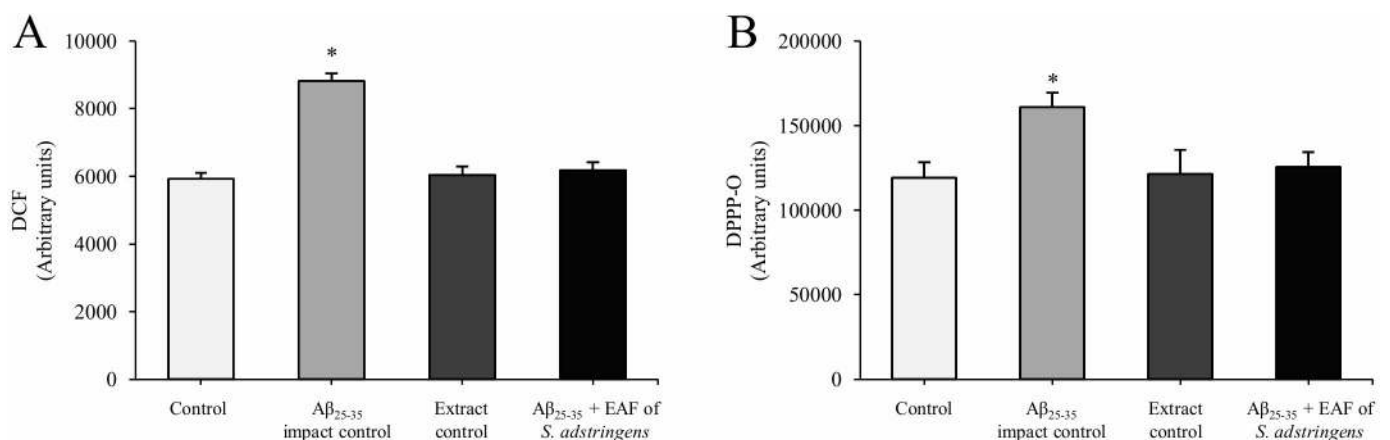 A
10000
8000
6000
4000
2000
0
DCF
(Arbitrary units)
*
Control
Aβ25-35
impact control
Extract
control
Aβ25-35 + EAF of
S. adstringens
B
200000
150000
100000
50000
0
DPPP-O
(Arbitrary units)
*
Control
Aβ25-35
impact control
Extract
control
Aβ25-35 + EAF of
S. adstringens